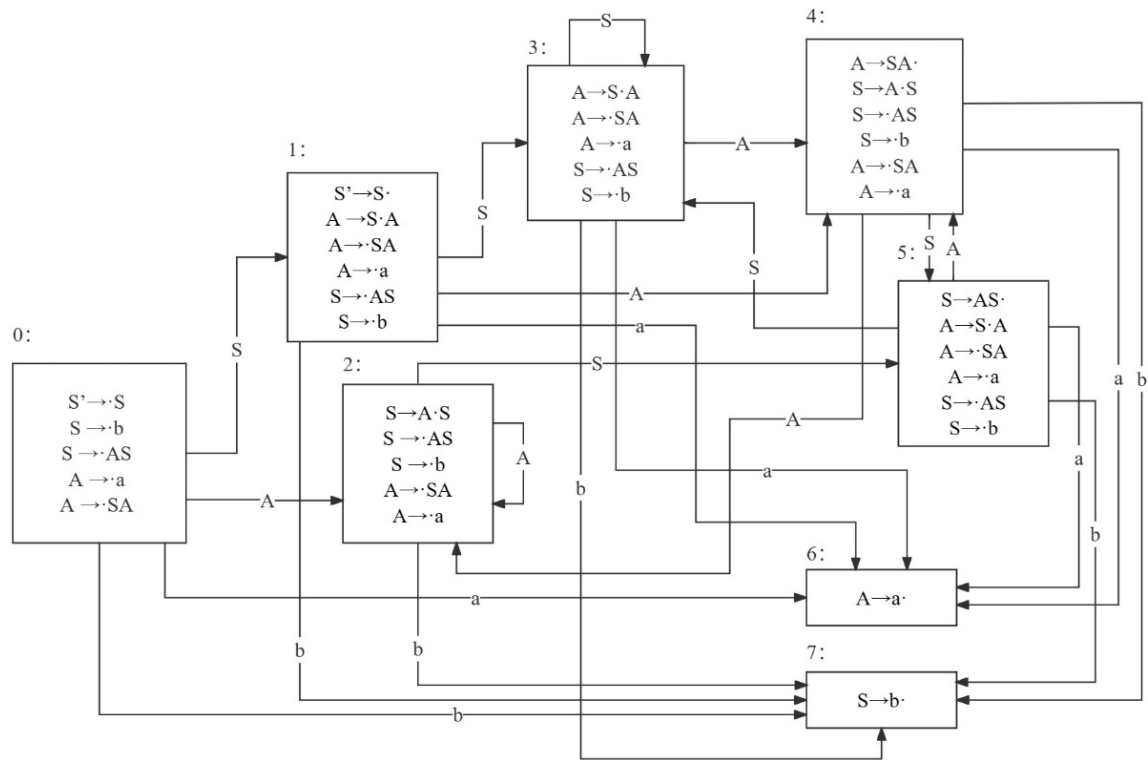 0：
S’→·S
S →·b
S →·AS
A →·a
A →·SA
1：
S’→S·
A →S·A
A→·SA
A→·a
S→·AS
S→·b
2：
S→A·S
S →·AS
S →·b
A→·SA
A→·a
3：
A→S·A
A→·SA
A→·a
S→·AS
S→·b
4：
A→SA·
S→A·S
S→·AS
S→·b
A→·SA
A→·a
5：
S→AS·
A→S·A
A→·SA
A→·a
S→·AS
S→·b
6：
A→a·
7：
S→b·
S
A
a
b
S
A
a
b
S
A
b
S
A
a
b
S
A
a
b
S
A
a
b